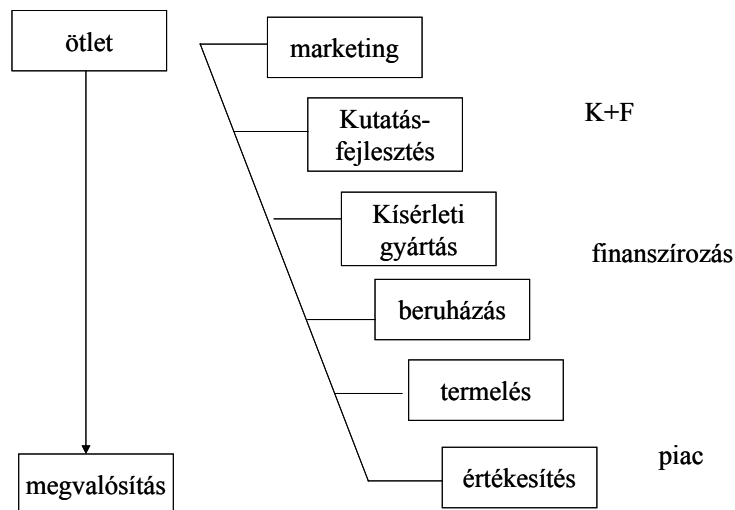 ötlet
marketing
Kutatás-
fejlesztés
K+F
Kísérleti
gyártás
finanszírozás
beruházás
termelés
értékesítés
piac
megvalósítás